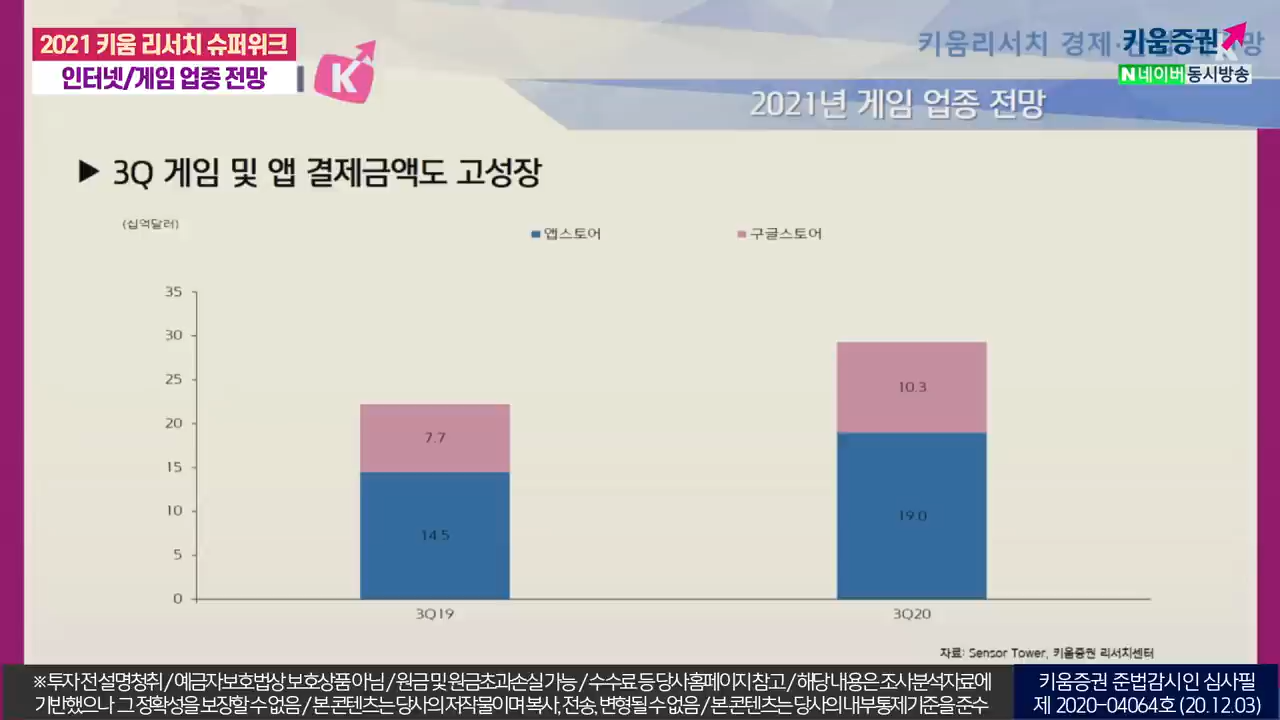 2021 키움 리서치 슈퍼위크
인터넷/게임 업종 전망
K
키움리서치 경제
키움증권
N 네이버 동시방송
2021년 게임 업종 전망
▶ 3Q 게임 및 앱 결제금액도 고성장
(십억달러)
앱스토어
구글스토어
35
30
25
20
15
10
5
0
7.7
14.5
10.3
19.0
3Q19
3Q20
자료: Sensor Tower, 키움증권 리서치센터
※ 투자 전 설명청취 / 예금자보호법상 보호상품 아님 / 원금 및 원금초과손실 가능 / 수수료 등 당사홈페이지 참고 / 해당 내용은 조사분석자료에
기반했으나 그 정확성을 보장할 수 없음 / 본 콘텐츠는 당사의 저작물이며 복사, 전송, 변형될 수 없음 / 본 콘텐츠는 당사의 내부통제기준을 준수
키움증권 준법감시인 심사필
제 2020-04064호 (20.12.03)